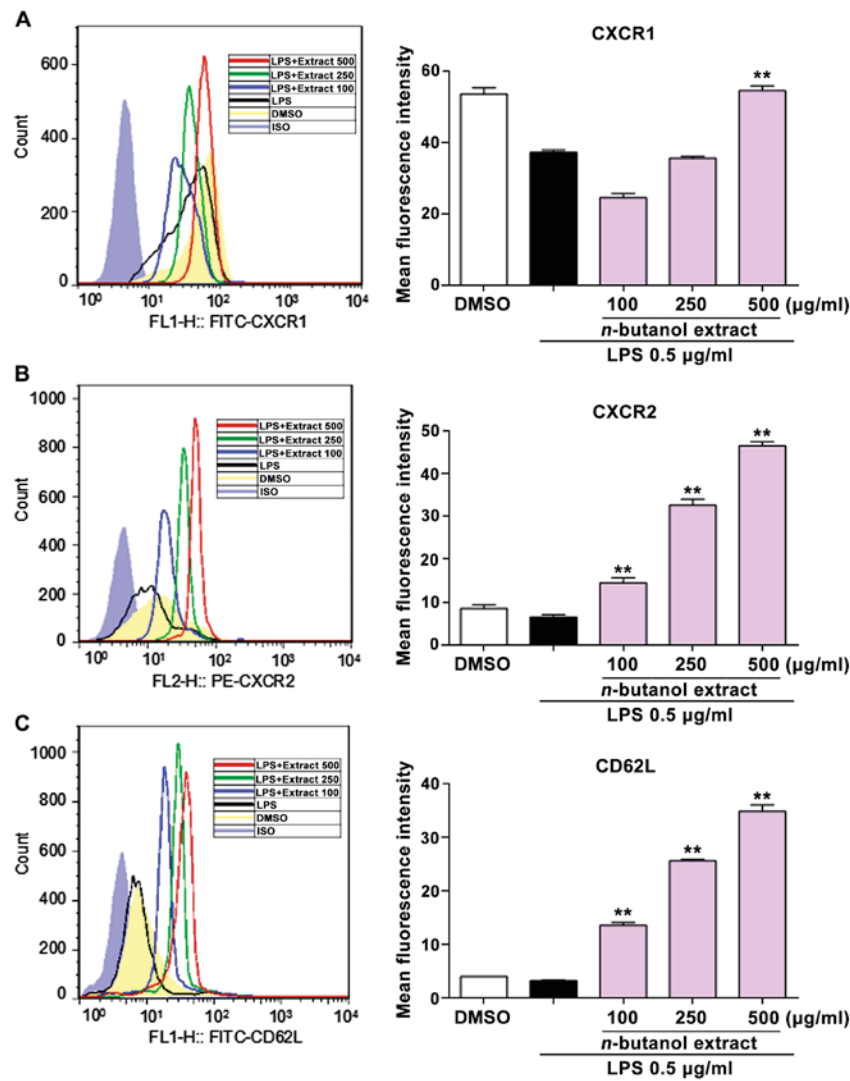 A
CXCR1
LPS+Extract 500
LPS+Extract 250
LPS+Extract 100
LPS
DMSO
ISO
600
400
200
0
Count
10⁰ 10¹ 10² 10³ 10⁴
FL1-H:: FITC-CXCR1
Mean fluorescence intensity
60
40
20
0
**
DMSO 100 250 500 (µg/ml)
n-butanol extract
LPS 0.5 µg/ml
B
CXCR2
LPS+Extract 500
LPS+Extract 250
LPS+Extract 100
LPS
DMSO
ISO
1000
800
600
400
200
0
Count
10⁰ 10¹ 10² 10³ 10⁴
FL2-H:: PE-CXCR2
Mean fluorescence intensity
50
40
30
20
10
0
** ** **
DMSO 100 250 500 (µg/ml)
n-butanol extract
LPS 0.5 µg/ml
C
CD62L
LPS+Extract 500
LPS+Extract 250
LPS+Extract 100
LPS
DMSO
ISO
1000
800
600
400
200
0
Count
10⁰ 10¹ 10² 10³ 10⁴
FL1-H:: FITC-CD62L
Mean fluorescence intensity
40
30
20
10
0
** ** **
DMSO 100 250 500 (µg/ml)
n-butanol extract
LPS 0.5 µg/ml